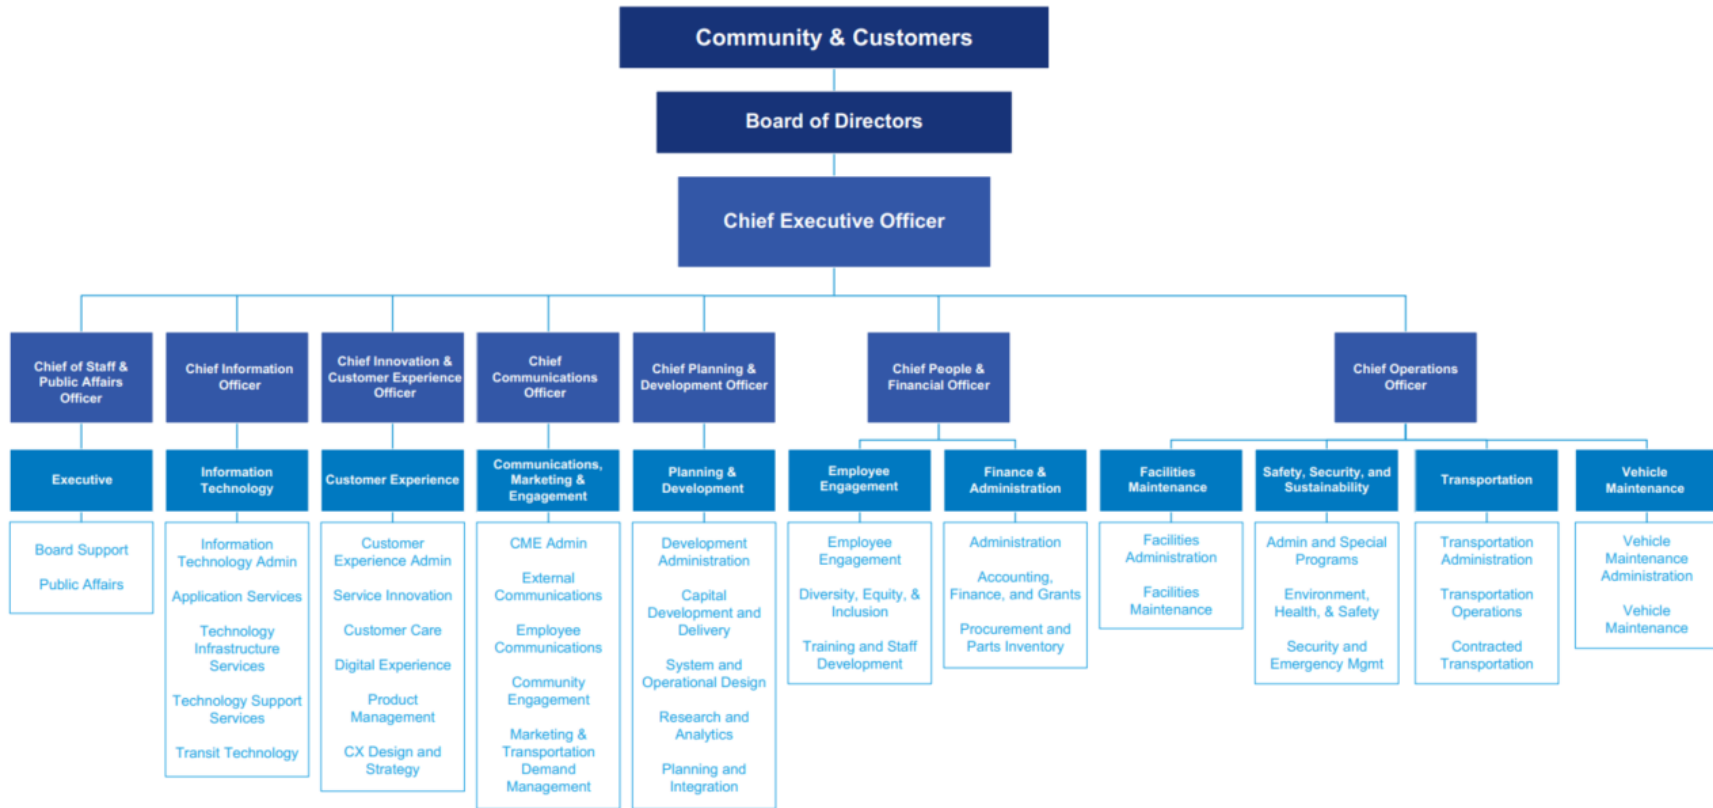 Community & Customers
Board of Directors
Chief Executive Officer
Chief of Staff &
Public Affairs
Officer
Chief Information
Officer
Chief Innovation &
Customer Experience
Officer
Chief
Communications
Officer
Chief Planning &
Development Officer
Chief People &
Financial Officer
Chief Operations
Officer
Executive
Information
Technology
Customer Experience
Communications,
Marketing &
Engagement
Planning &
Development
Employee
Engagement
Finance &
Administration
Facilities
Maintenance
Safety, Security, and
Sustainability
Transportation
Vehicle
Maintenance
Board Support
Public Affairs
Information
Technology Admin
Application Services
Technology
Infrastructure
Services
Technology Support
Services
Transit Technology
Customer
Experience Admin
Service Innovation
Customer Care
Digital Experience
Product
Management
CX Design and
Strategy
CME Admin
External
Communications
Employee
Communications
Community
Engagement
Marketing &
Transportation
Demand
Management
Development
Administration
Capital
Development and
Delivery
System and
Operational Design
Research and
Analytics
Planning and
Integration
Employee
Engagement
Diversity, Equity, &
Inclusion
Training and Staff
Development
Administration
Accounting,
Finance, and Grants
Procurement and
Parts Inventory
Facilities
Administration
Facilities
Maintenance
Admin and Special
Programs
Environment,
Health, & Safety
Security and
Emergency Mgmt
Transportation
Administration
Transportation
Operations
Contracted
Transportation
Vehicle
Maintenance
Administration
Vehicle
Maintenance